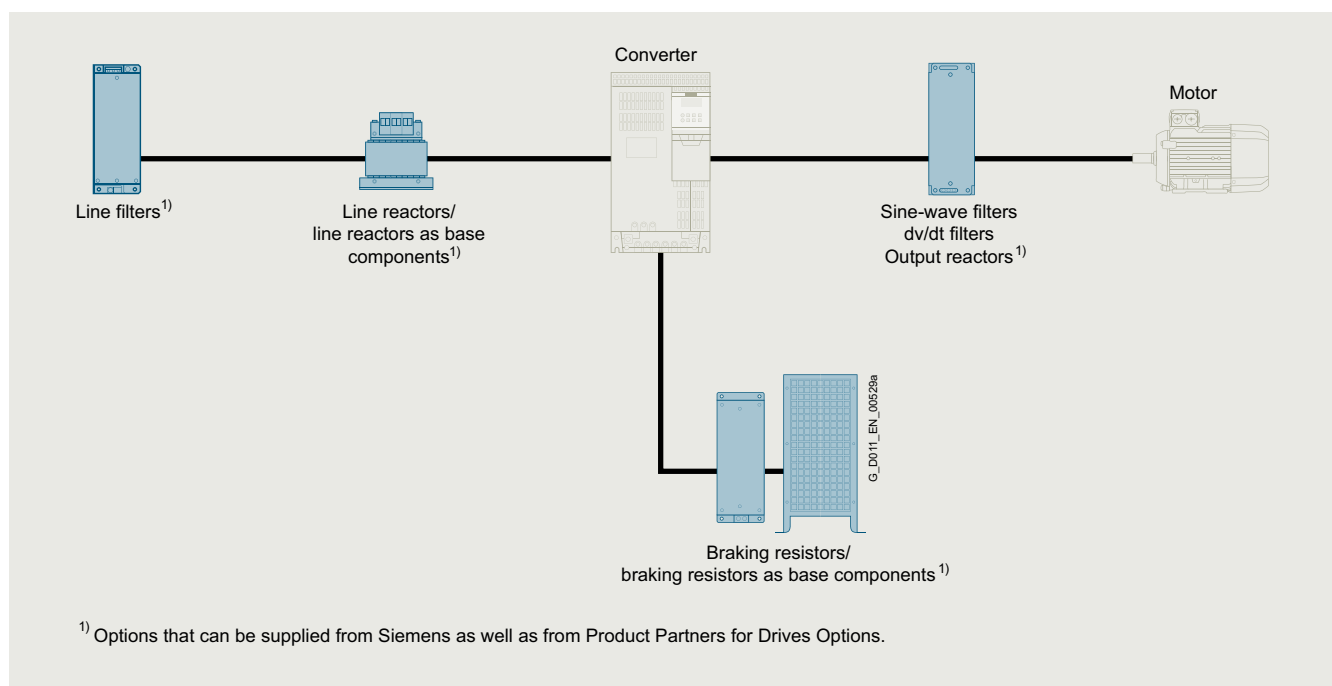 Converter
Motor
Line filters1)
Line reactors/
line reactors as base
components1)
Sine-wave filters
dv/dt filters
Output reactors1)
G_D011_EN_00529a
Braking resistors/
braking resistors as base components1)
1) Options that can be supplied from Siemens as well as from Product Partners for Drives Options.